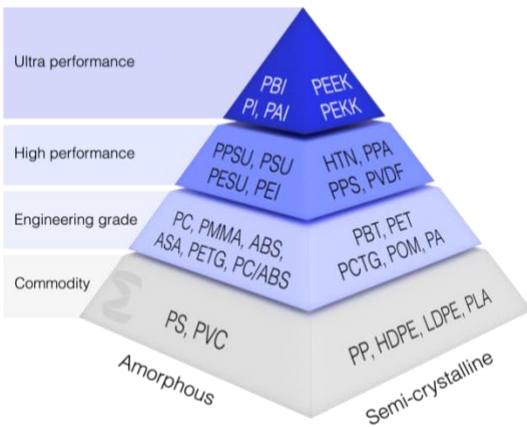 Ultra performance
PBI
PI, PAI
PEEK
PEKK
High performance
PPSU, PSU
PESU, PEI
HTN, PPA
PPS, PVDF
Engineering grade
PC, PMMA, ABS,
ASA, PETG, PC/ABS
PBT, PET
PCTG, POM, PA
Commodity
PS, PVC
PP, HDPE, LDPE, PLA
Amorphous
Semi-crystalline